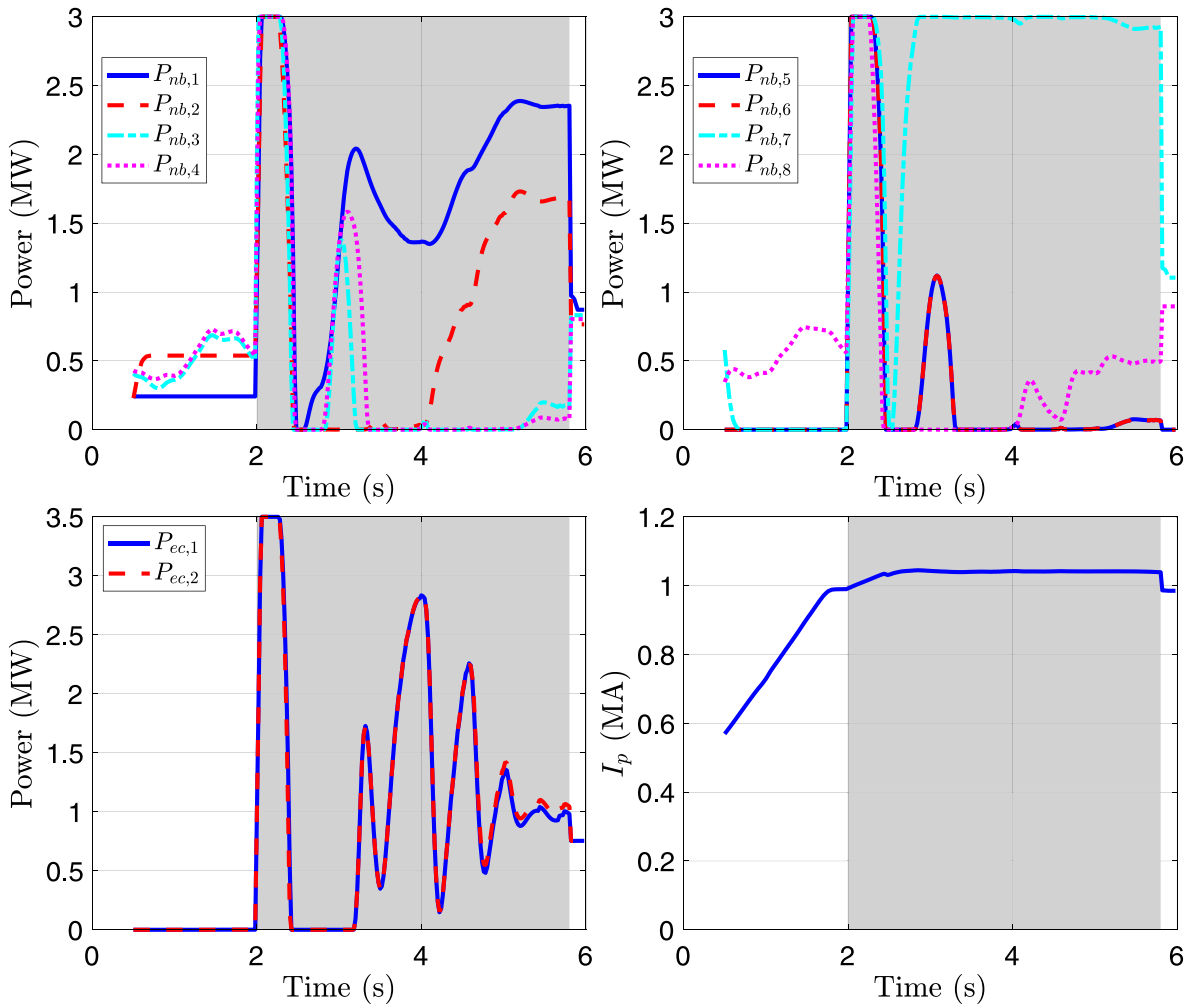 3
2.5
2
1.5
1
0.5
0
Power (MW)
P_{nb,1}
P_{nb,2}
P_{nb,3}
P_{nb,4}
0 2 4 6
Time (s)
3
2.5
2
1.5
1
0.5
0
Power (MW)
P_{nb,5}
P_{nb,6}
P_{nb,7}
P_{nb,8}
0 2 4 6
Time (s)
3.5
3
2.5
2
1.5
1
0.5
0
Power (MW)
P_{ec,1}
P_{ec,2}
0 2 4 6
Time (s)
1.2
1
0.8
0.6
0.4
0.2
0
I_p (MA)
0 2 4 6
Time (s)